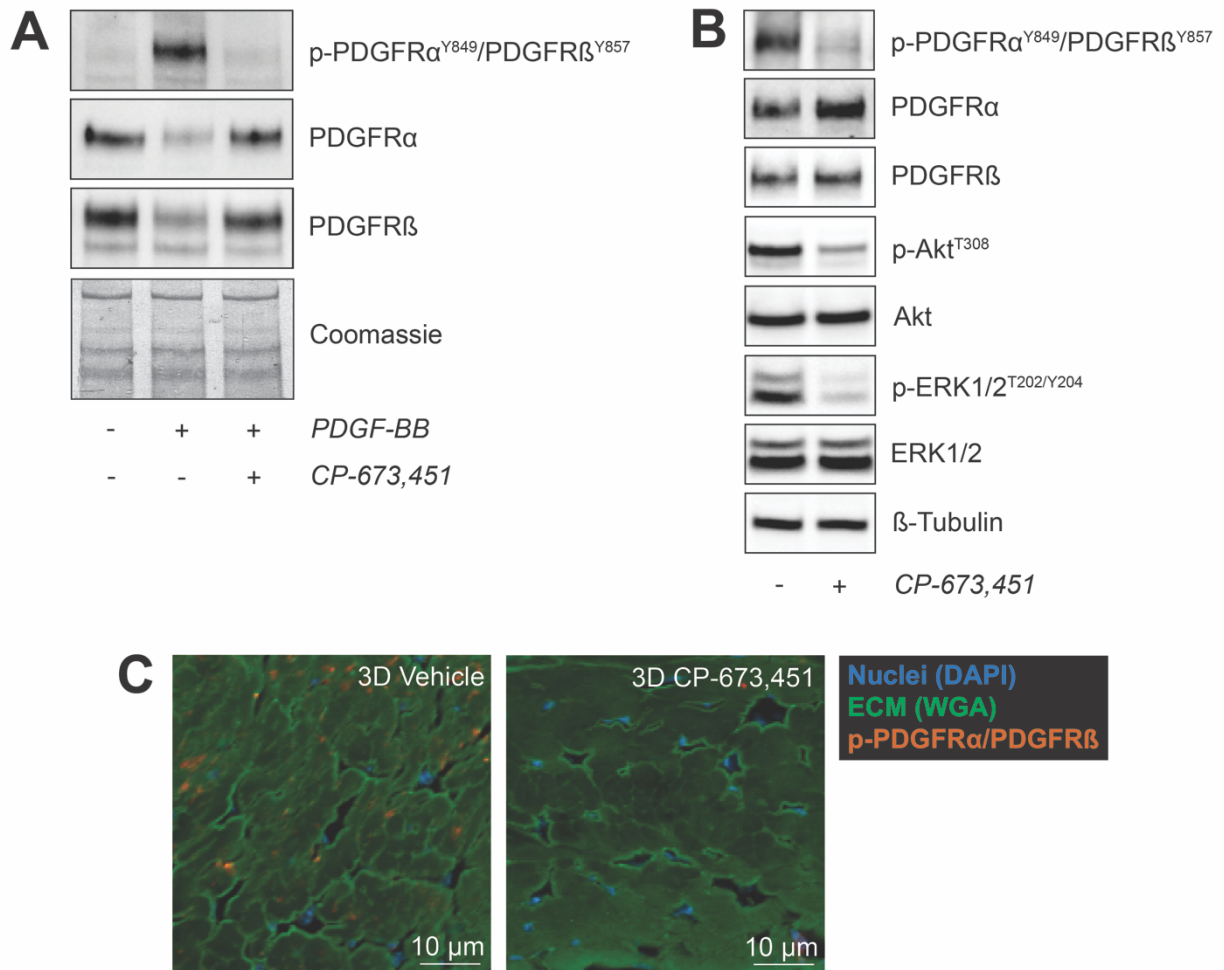 A
p-PDGFRα^Y849/PDGFRß^Y857
PDGFRα
PDGFRß
Coomassie
- + + PDGF-BB
- - + CP-673,451
B
p-PDGFRα^Y849/PDGFRß^Y857
PDGFRα
PDGFRß
p-Akt^T308
Akt
p-ERK1/2^T202/Y204
ERK1/2
ß-Tubulin
- + CP-673,451
C
3D Vehicle
10 µm
3D CP-673,451
10 µm
Nuclei (DAPI)
ECM (WGA)
p-PDGFRα/PDGFRß